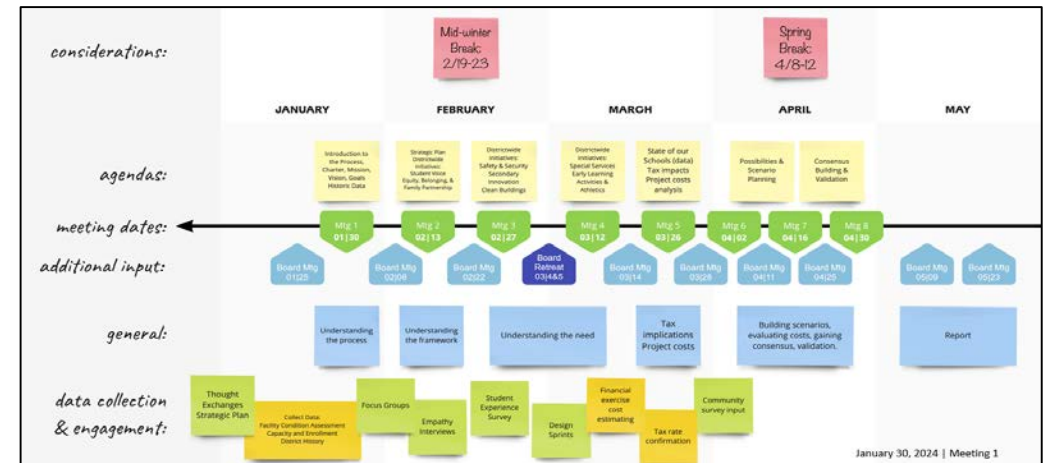 considerations:
Mid-winter
Break:
2/19-23
Spring
Break:
4/8-12
JANUARY
FEBRUARY
MARCH
APRIL
MAY
agendas:
Introduction to
the Process,
Charter, Mission,
Vision, Goals
Historic Data
Strategic Plan
Districtwide
Initiatives:
Student Voice
Equity, Belonging, &
Family Partnership
Districtwide
Initiatives:
Safety & Security
Secondary
Innovation
Clean Buildings
Districtwide
Initiatives:
Special Services
Early Learning
Activities &
Athletics
State of our
Schools (data)
Tax impacts
Project costs
analysis
Possibilities &
Scenario
Planning
Consensus
Building &
Validation
meeting dates:
Mtg 1
01|30
Mtg 2
02|13
Mtg 3
02|27
Mtg 4
03|12
Mtg 5
03|26
Mtg 6
04|02
Mtg 7
04|16
Mtg 8
04|30
additional input:
Board Mtg
01|25
Board Mtg
02|08
Board Mtg
02|22
Board
Retreat
03|4&5
Board Mtg
03|14
Board Mtg
03|28
Board Mtg
04|11
Board Mtg
04|25
Board Mtg
05|09
Board Mtg
05|23
general:
Understanding
the process
Understanding
the framework
Understanding the need
Tax
implications
Project costs
Building scenarios,
evaluating costs, gaining
consensus, validation.
Report
data collection
& engagement:
Thought
Exchanges
Strategic Plan
Collect Data:
Facility Condition Assessment
Capacity and Enrollment
District History
Focus Groups
Empathy
Interviews
Student
Experience
Survey
Design
Sprints
Financial
exercise
cost
estimating
Tax rate
confirmation
Community
survey input
January 30, 2024 | Meeting 1